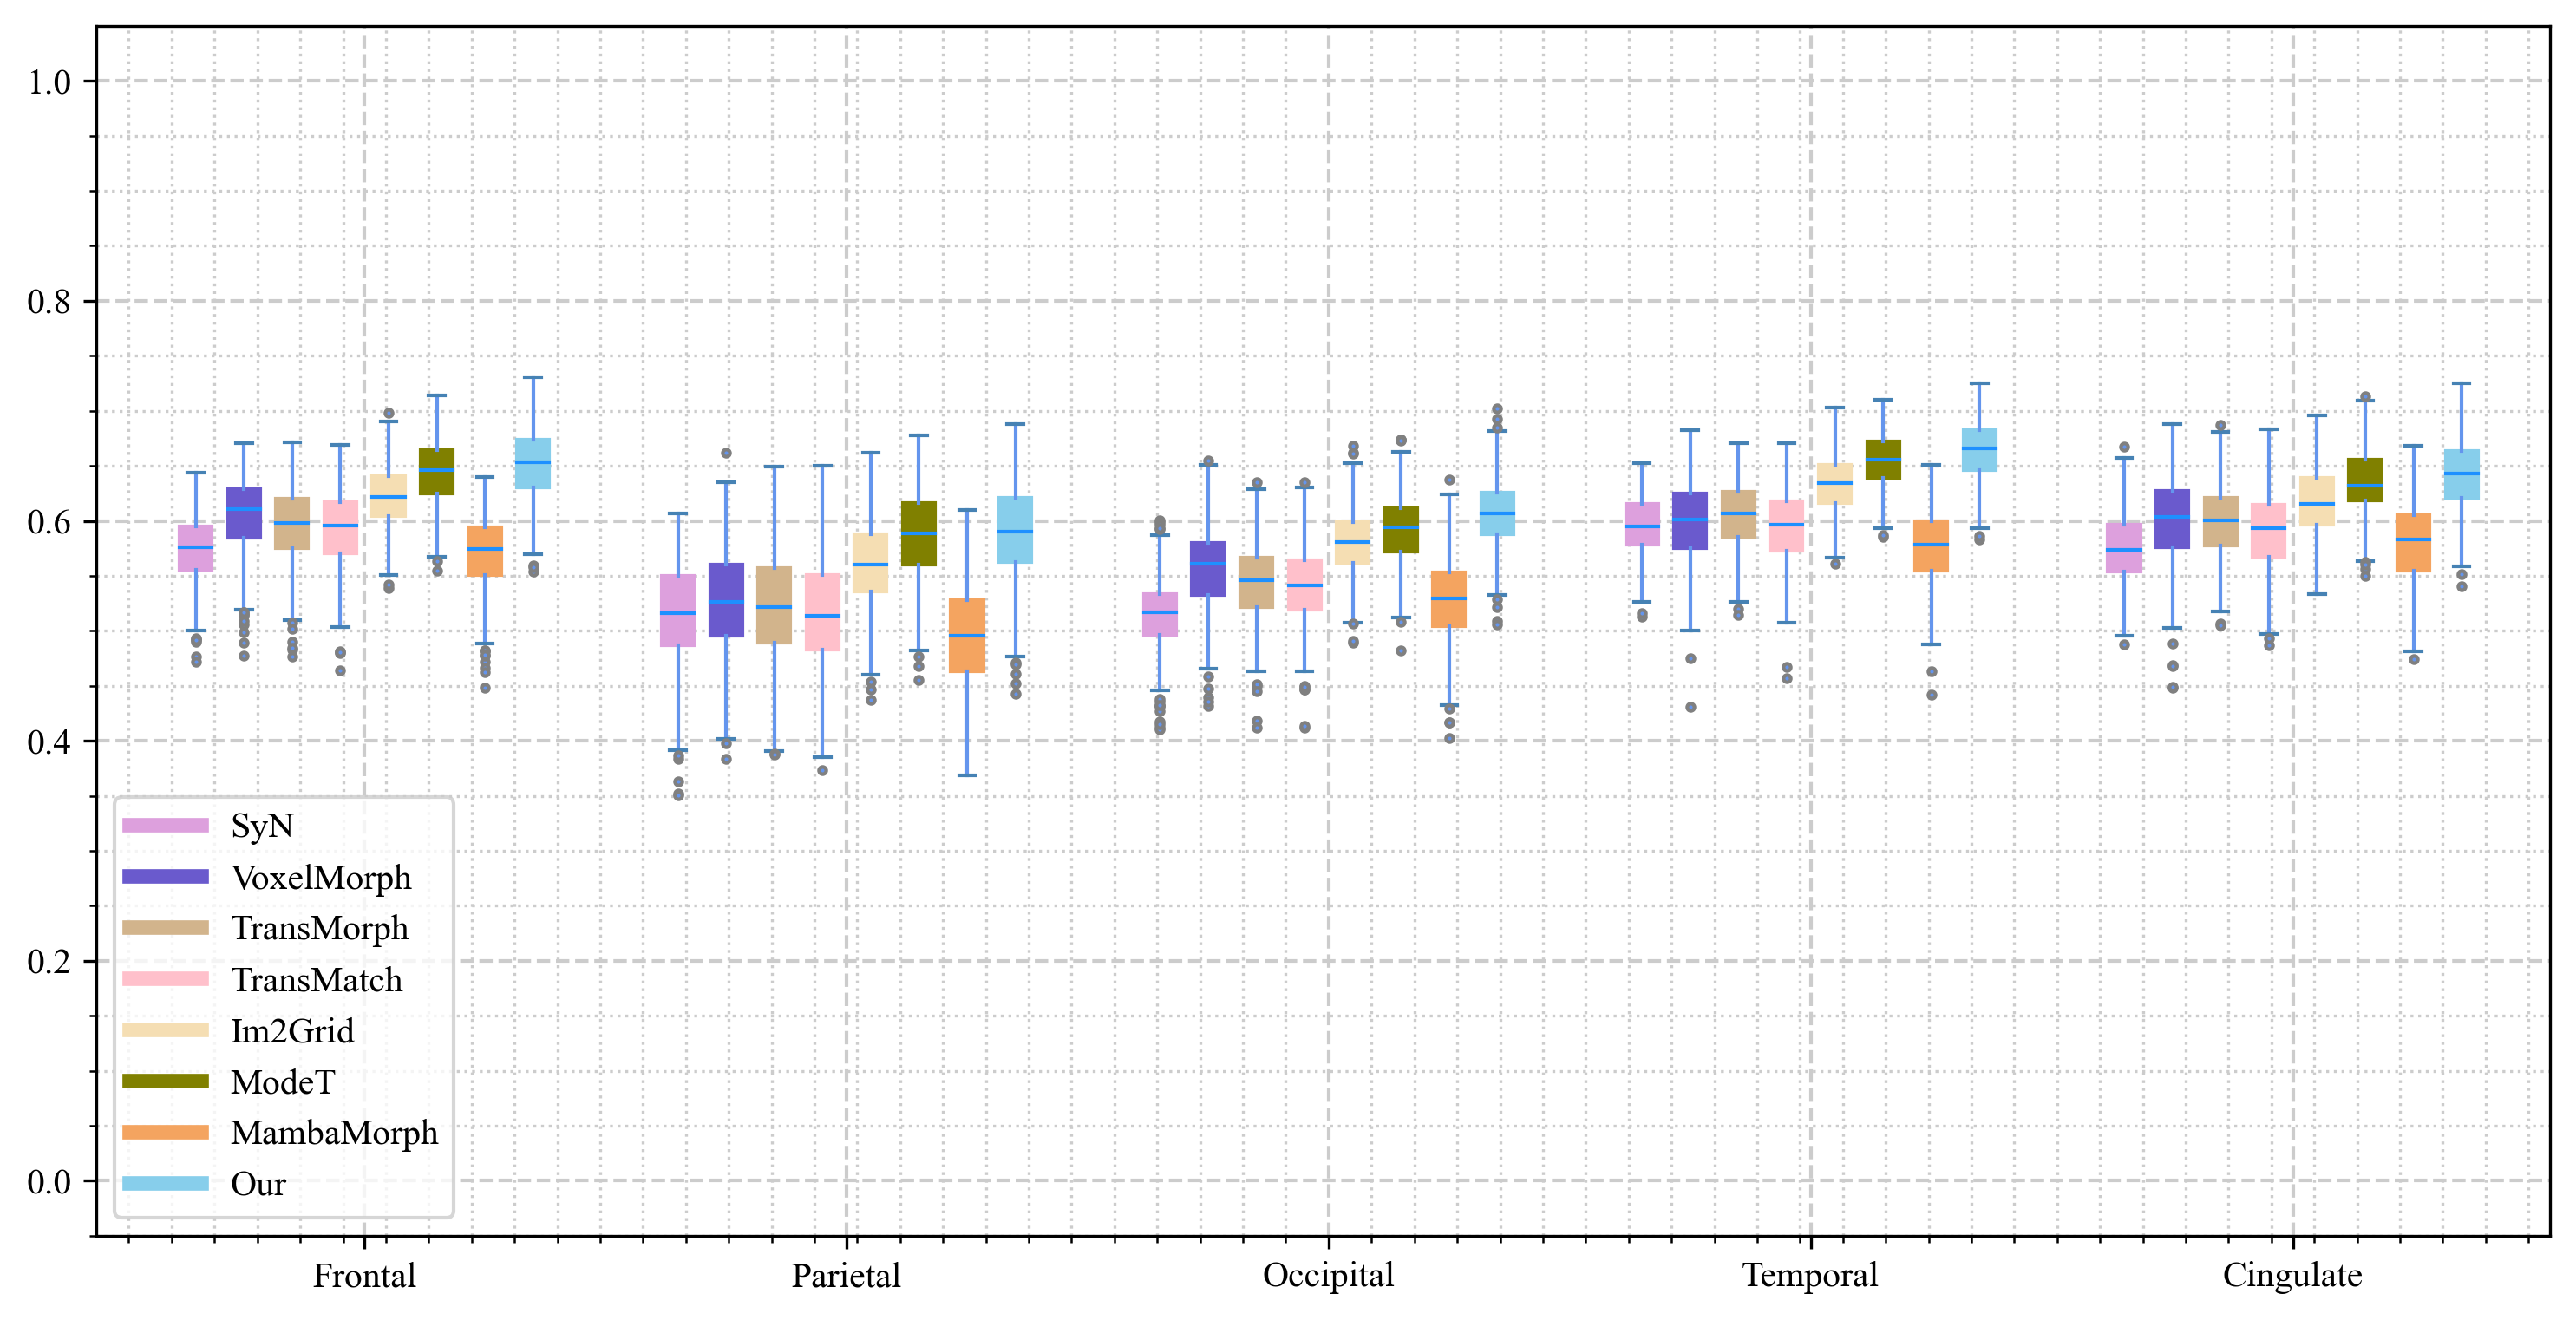 1.0
0.8
0.6
0.4
0.2
0.0
SyN
VoxelMorph
TransMorph
TransMatch
Im2Grid
ModeT
MambaMorph
Our
Frontal Parietal Occipital Temporal Cingulate